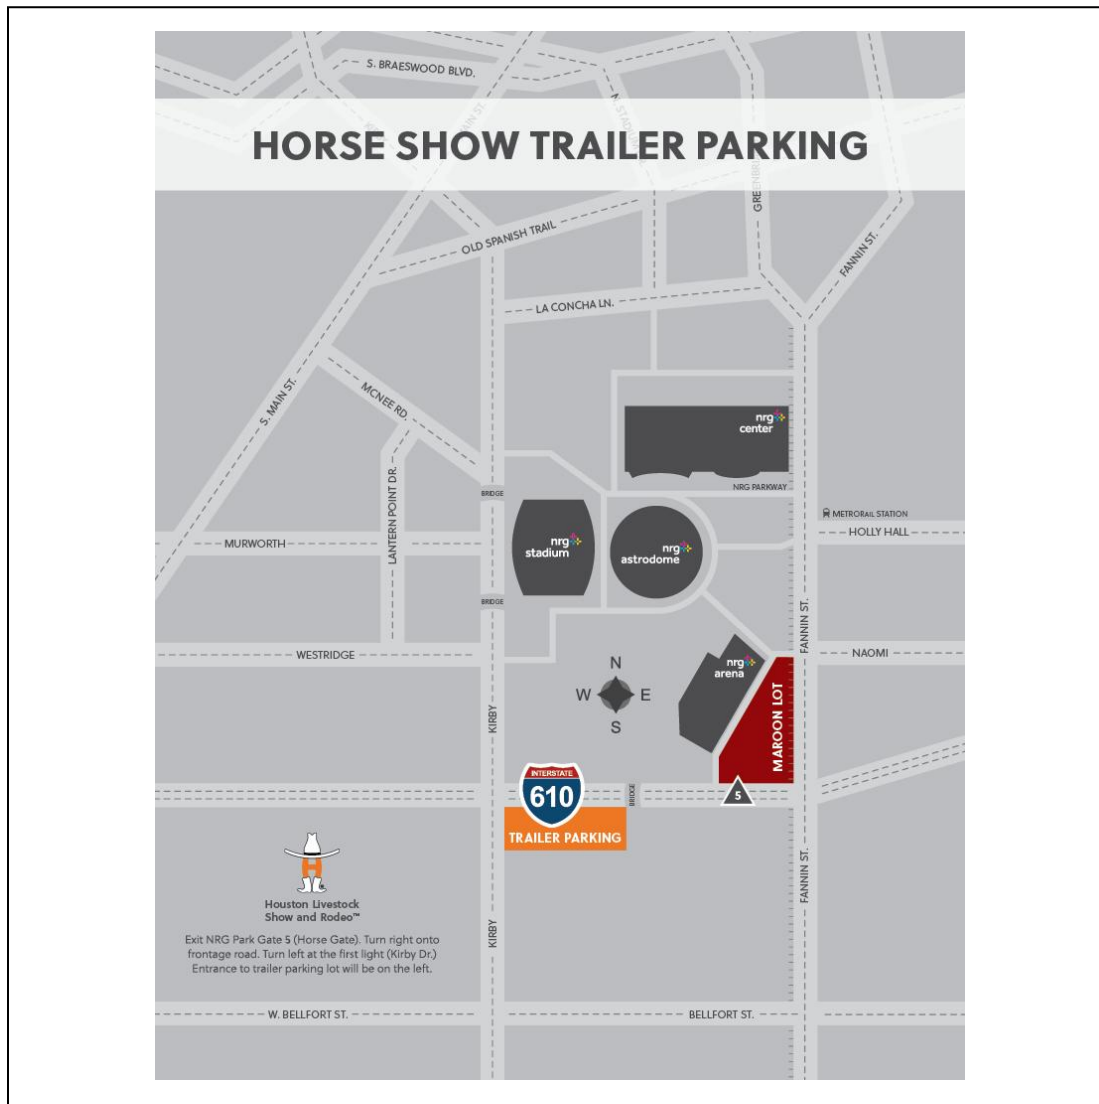 S. BRAESWOOD BLVD.
HORSE SHOW TRAILER PARKING
FANNIN ST.
OLD SPANISH TRAIL
LA CONCHA LN.
S. MAIN ST.
MCNEE RD.
nrg
center
LANTERN POINT DR.
BRIDGE
NRG PARKWAY
METRORAIL STATION
HOLLY HALL
MURWORTH
nrg
stadium
nrg
astrodome
BRIDGE
FANNIN ST.
WESTRIDGE
NAOMI
N
W E
S
nrg
arena
KIRBY
MAROON LOT
INTERSTATE
610
BRIDGE
5
TRAILER PARKING
H
Houston Livestock
Show and Rodeo™
FANNIN ST.
KIRBY
Exit NRG Park Gate 5 (Horse Gate). Turn right onto
frontage road. Turn left at the first light (Kirby Dr.)
Entrance to trailer parking lot will be on the left.
W. BELLFORT ST.
BELLFORT ST.